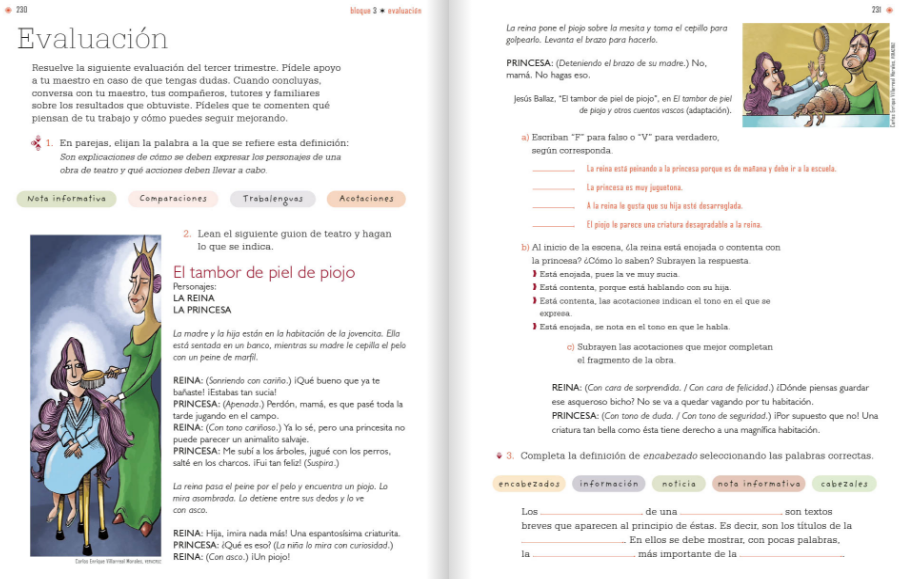 230
bloque 3 ✷ evaluación
Evaluación
Resuelve la siguiente evaluación del tercer trimestre. Pídele apoyo
a tu maestro en caso de que tengas dudas. Cuando concluyas,
conversa con tu maestro, tus compañeros, tutores y familiares
sobre los resultados que obtuviste. Pídeles que te comenten qué
piensan de tu trabajo y cómo puedes seguir mejorando.
1. En parejas, elijan la palabra a la que se refiere esta definición:
Son explicaciones de cómo se deben expresar los personajes de una
obra de teatro y qué acciones deben llevar a cabo.
Nota informativa Comparaciones Trabalenguas Acotaciones
2. Lean el siguiente guion de teatro y hagan
lo que se indica.
El tambor de piel de piojo
Personajes:
LA REINA
LA PRINCESA
La madre y la hija están en la habitación de la jovencita. Ella
está sentada en un banco, mientras su madre le cepilla el pelo
con un peine de marfil.
REINA: (Sonriendo con cariño.) ¡Qué bueno que ya te
bañaste! ¡Estabas tan sucia!
PRINCESA: (Apenada.) Perdón, mamá, es que pasé toda la
tarde jugando en el campo.
REINA: (Con tono cariñoso.) Ya lo sé, pero una princesita no
puede parecer un animalito salvaje.
PRINCESA: Me subí a los árboles, jugué con los perros,
salté en los charcos. ¡Fui tan feliz! (Suspira.)
La reina pasa el peine por el pelo y encuentra un piojo. Lo
mira asombrada. Lo detiene entre sus dedos y lo ve
con asco.
REINA: Hija, ¡mira nada más! Una espantosísima criaturita.
PRINCESA: ¿Qué es eso? (La niña lo mira con curiosidad.)
REINA: (Con asco.) ¡Un piojo!
Carlos Enrique Villarreal Morales, 1976/MZ
231
La reina pone el piojo sobre la mesita y toma el cepillo para
golpearlo. Levanta el brazo para hacerlo.
PRINCESA: (Deteniendo el brazo de su madre.) No,
mamá. No hagas eso.
Jesús Ballaz, "El tambor de piel de piojo", en El tambor de piel
de piojo y otros cuentos vascos (adaptación).
Carlos Enrique Villarreal Morales
a) Escriban "F" para falso o "V" para verdadero,
según corresponda.
La reina está peinando a la princesa porque es de mañana y debe ir a la escuela.
La princesa es muy juguetona.
A la reina le gusta que su hija esté desarreglada.
El piojo le parece una criatura desagradable a la reina.
b) Al inicio de la escena, ¿la reina está enojada o contenta con
la princesa? ¿Cómo lo saben? Subrayen la respuesta.
Está enojada, pues la ve muy sucia.
Está contenta, porque está hablando con su hija.
Está contenta, las acotaciones indican el tono en el que se
expresa.
Está enojada, se nota en el tono en que le habla.
c) Subrayen las acotaciones que mejor completan
el fragmento de la obra.
REINA: (Con cara de sorprendida. / Con cara de felicidad.) ¿Dónde piensas guardar
ese asqueroso bicho? No se va a quedar vagando por tu habitación.
PRINCESA: (Con tono de duda. / Con tono de seguridad.) ¡Por supuesto que no! Una
criatura tan bella como ésta tiene derecho a una magnífica habitación.
3. Completa la definición de encabezado seleccionando las palabras correctas.
encabezados información noticia nota informativa cabezales
Los ____________ de una ____________ son textos
breves que aparecen al principio de éstas. Es decir, son los títulos de la
____________. En ellos se debe mostrar, con pocas palabras,
la ____________ más importante de la ____________.